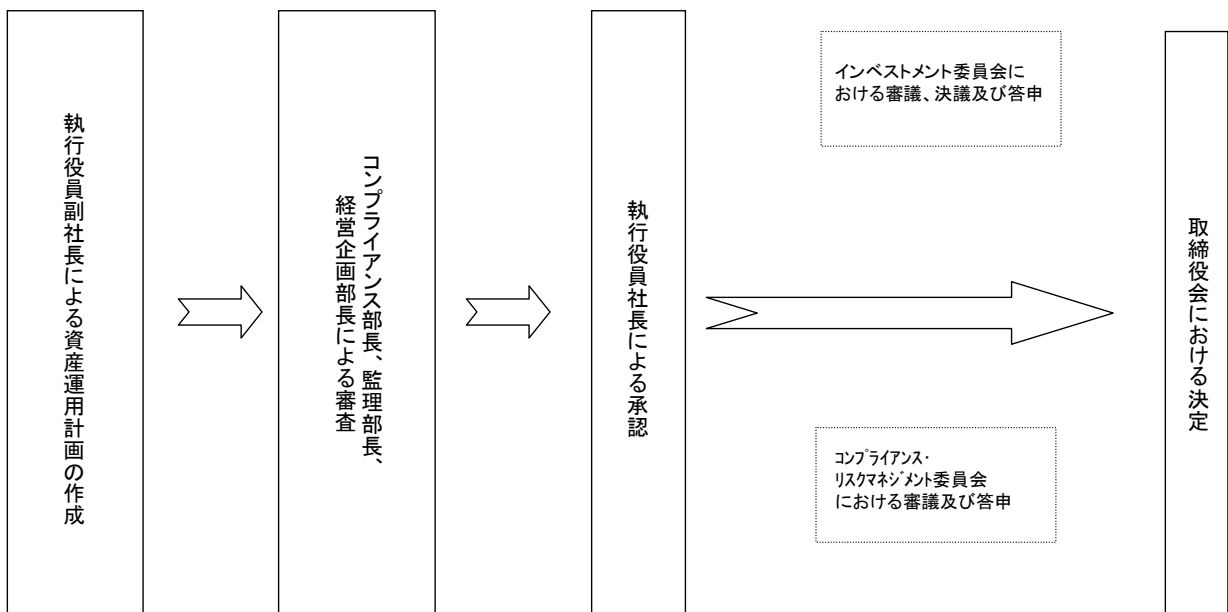 執行役員副社長による資産運用計画の作成
コンプライアンス部長、監理部長、
経営企画部長による審査
執行役員社長による承認
インベストメント委員会に
おける審議、決議及び答申
コンプライアンス・
リスクマネジメント委員会
における審議及び答申
取締役会における決定